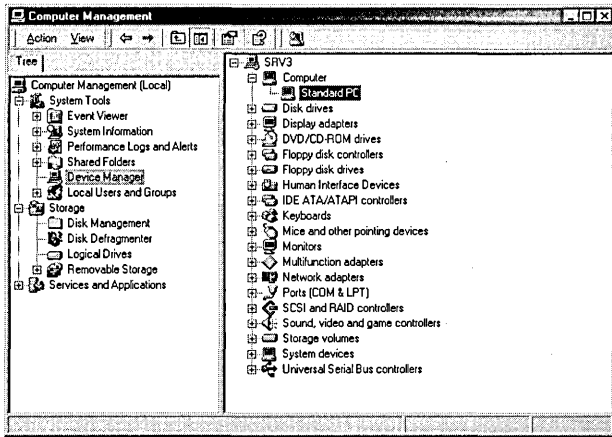 Computer Management
Action View
Tree
Computer Management (Local)
System Tools
Event Viewer
System Information
Performance Logs and Alerts
Shared Folders
Device Manager
Local Users and Groups
Storage
Disk Management
Disk Defragmenter
Logical Drives
Removable Storage
Services and Applications
SRV3
Computer
Standard PC
Disk drives
Display adapters
DVD/CD-ROM drives
Floppy disk controllers
Floppy disk drives
Human Interface Devices
IDE ATA/ATAPI controllers
Keyboards
Mice and other pointing devices
Monitors
Multifunction adapters
Network adapters
Ports (COM & LPT)
SCSI and RAID controllers
Sound, video and game controllers
Storage volumes
System devices
Universal Serial Bus controllers